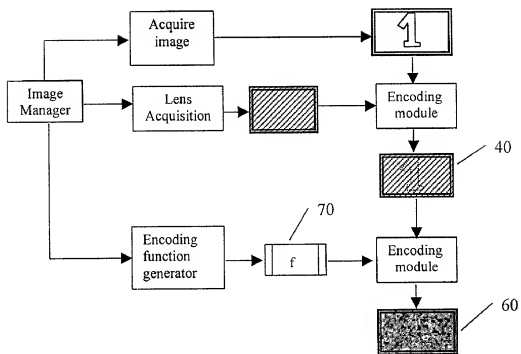 Acquire
image
1
Image
Manager
Lens
Acquisition
Encoding
module
40
70
Encoding
function
generator
f
Encoding
module
60